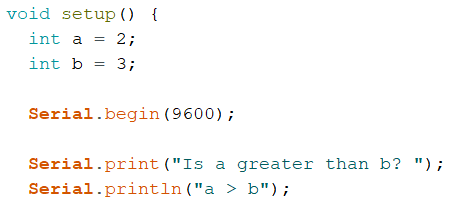 void setup() {
  int a = 2;
  int b = 3;

  Serial.begin(9600);

  Serial.print("Is a greater than b? ");
  Serial.println("a > b");